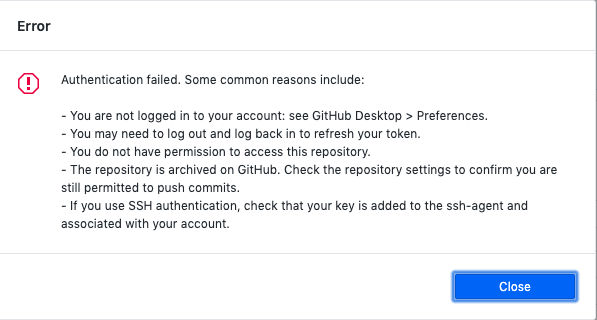 Error
Authentication failed. Some common reasons include:
- You are not logged in to your account: see GitHub Desktop > Preferences.
- You may need to log out and log back in to refresh your token.
- You do not have permission to access this repository.
- The repository is archived on GitHub. Check the repository settings to confirm you are
still permitted to push commits.
- If you use SSH authentication, check that your key is added to the ssh-agent and
associated with your account.
Close